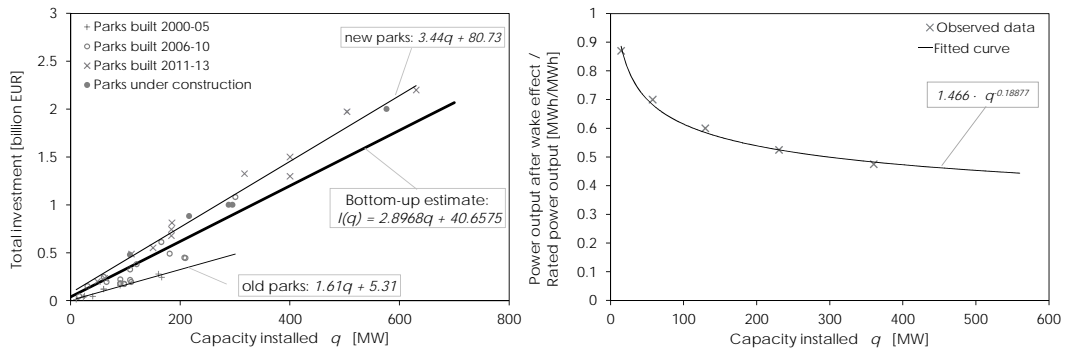 Total investment [billion EUR]
3
2.5
2
1.5
1
0.5
0
0
200
400
600
800
Capacity installed q [MW]
Parks built 2000-05
Parks built 2006-10
Parks built 2011-13
Parks under construction
new parks: 3.44q + 80.73
Bottom-up estimate:
I(q) = 2.8968q + 40.6575
old parks: 1.61q + 5.31
Power output after wake effect /
Rated power output [MWh/MWh]
1
0.9
0.8
0.7
0.6
0.5
0.4
0.3
0.2
0.1
0
0
100
200
300
400
500
600
Capacity installed q [MW]
Observed data
Fitted curve
1.466 · q^-0.18877